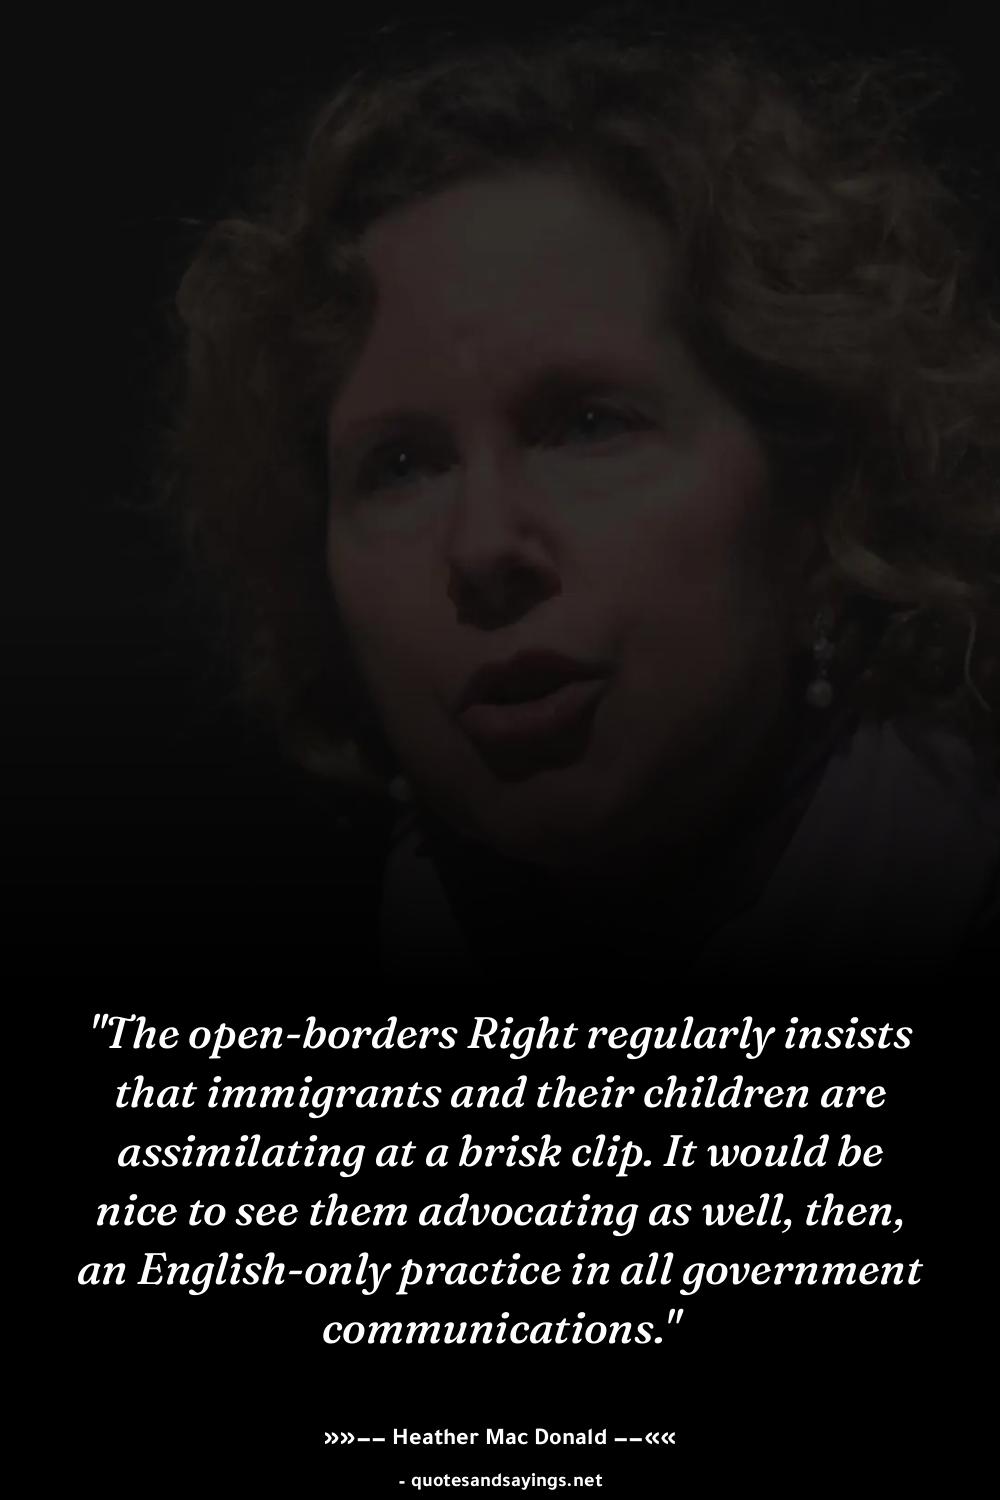 "The open-borders Right regularly insists
that immigrants and their children are
assimilating at a brisk clip. It would be
nice to see them advocating as well, then,
an English-only practice in all government
communications."
»»–– Heather Mac Donald ––««
- quotesandsayings.net